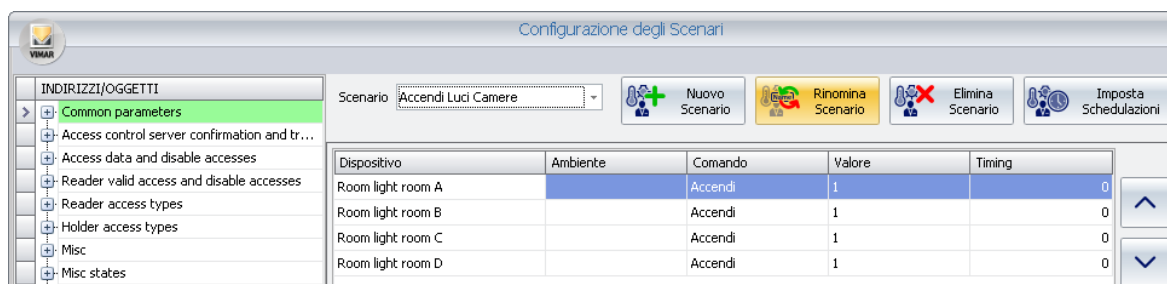 Configurazione degli Scenari
VIMAR
INDIRIZZI/OGGETTI
Common parameters
Access control server confirmation and tr...
Access data and disable accesses
Reader valid access and disable accesses
Reader access types
Holder access types
Misc
Misc states
Scenario Accendi Luci Camere
Nuovo
Scenario
Name
Rinomina
Scenario
Elimina
Scenario
Imposta
Schedulazioni
Dispositivo Ambiente Comando Valore Timing
Room light room A Accendi 1 0
Room light room B Accendi 1 0
Room light room C Accendi 1 0
Room light room D Accendi 1 0